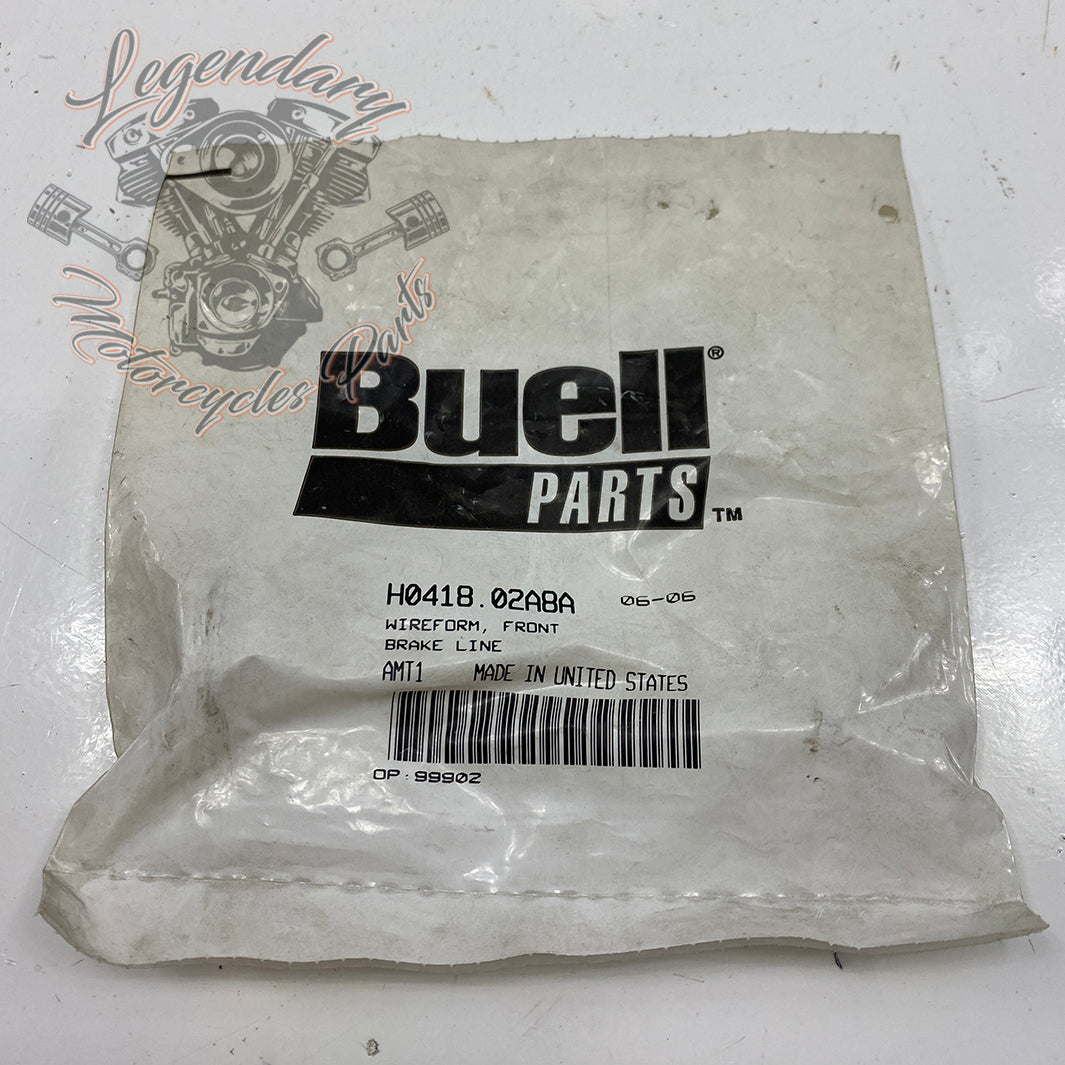 Legendary
Motorcycles Parts
Buell®
PARTS™
H0418.02A8A 06-06
WIREFORM, FRONT
BRAKE LINE
AMT1 MADE IN UNITED STATES
OP:99902